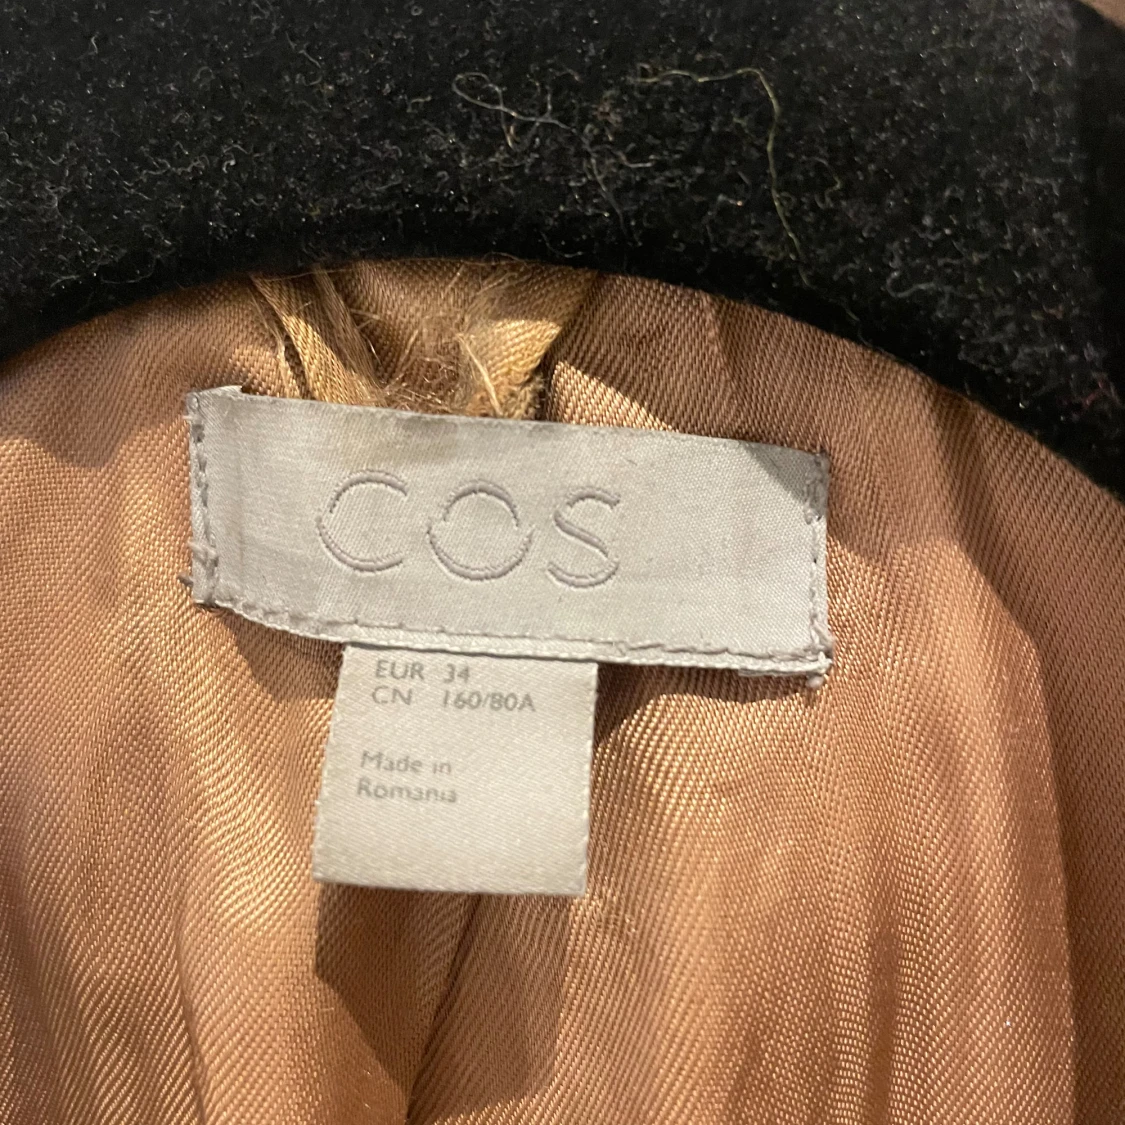 COS
EUR 34
CN 160/80A
Made in
Romania